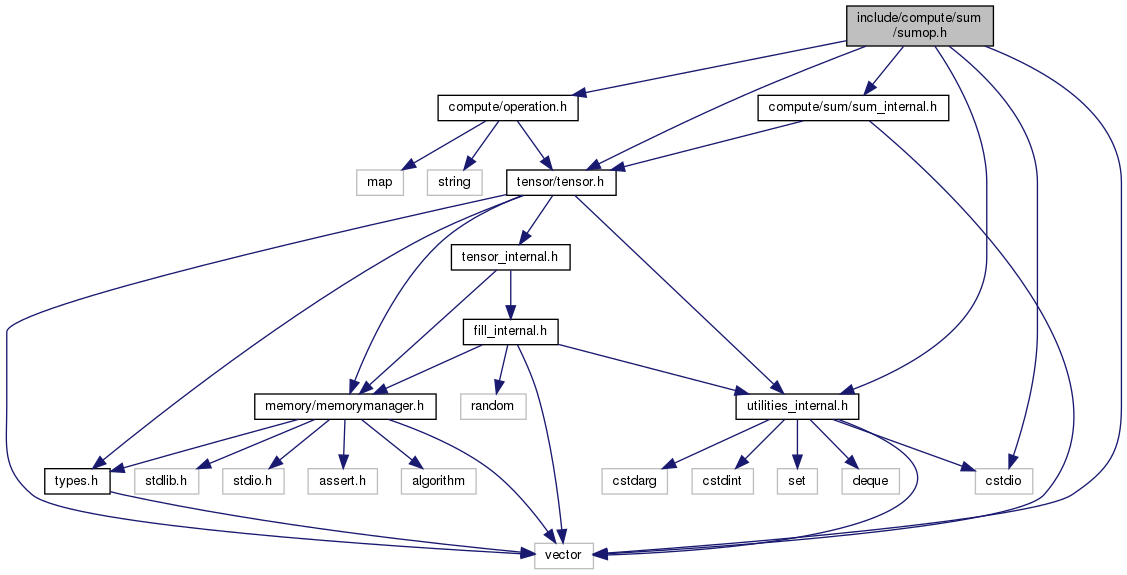 include/compute/sum
/sumop.h
compute/operation.h
compute/sum/sum_internal.h
map
string
tensor/tensor.h
tensor_internal.h
fill_internal.h
memory/memorymanager.h
random
utilities_internal.h
types.h
stdlib.h
stdio.h
assert.h
algorithm
cstdarg
cstdint
set
deque
cstdio
vector